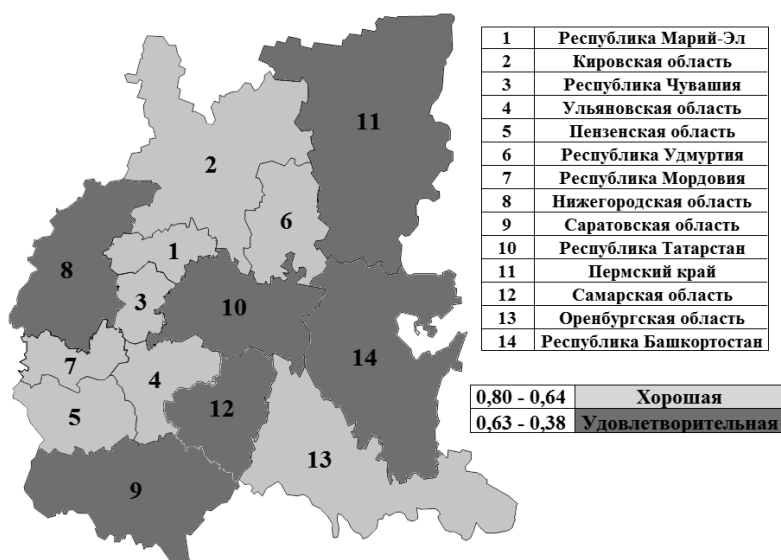 1 Республика Марий-Эл
2 Кировская область
3 Республика Чувашия
4 Ульяновская область
5 Пензенская область
6 Республика Удмуртия
7 Республика Мордовия
8 Нижегородская область
9 Саратовская область
10 Республика Татарстан
11 Пермский край
12 Самарская область
13 Оренбургская область
14 Республика Башкортостан
0,80 - 0,64 Хорошая
0,63 - 0,38 Удовлетворительная
11
2
6
1
8
3
10
7
4
14
5
12
13
9